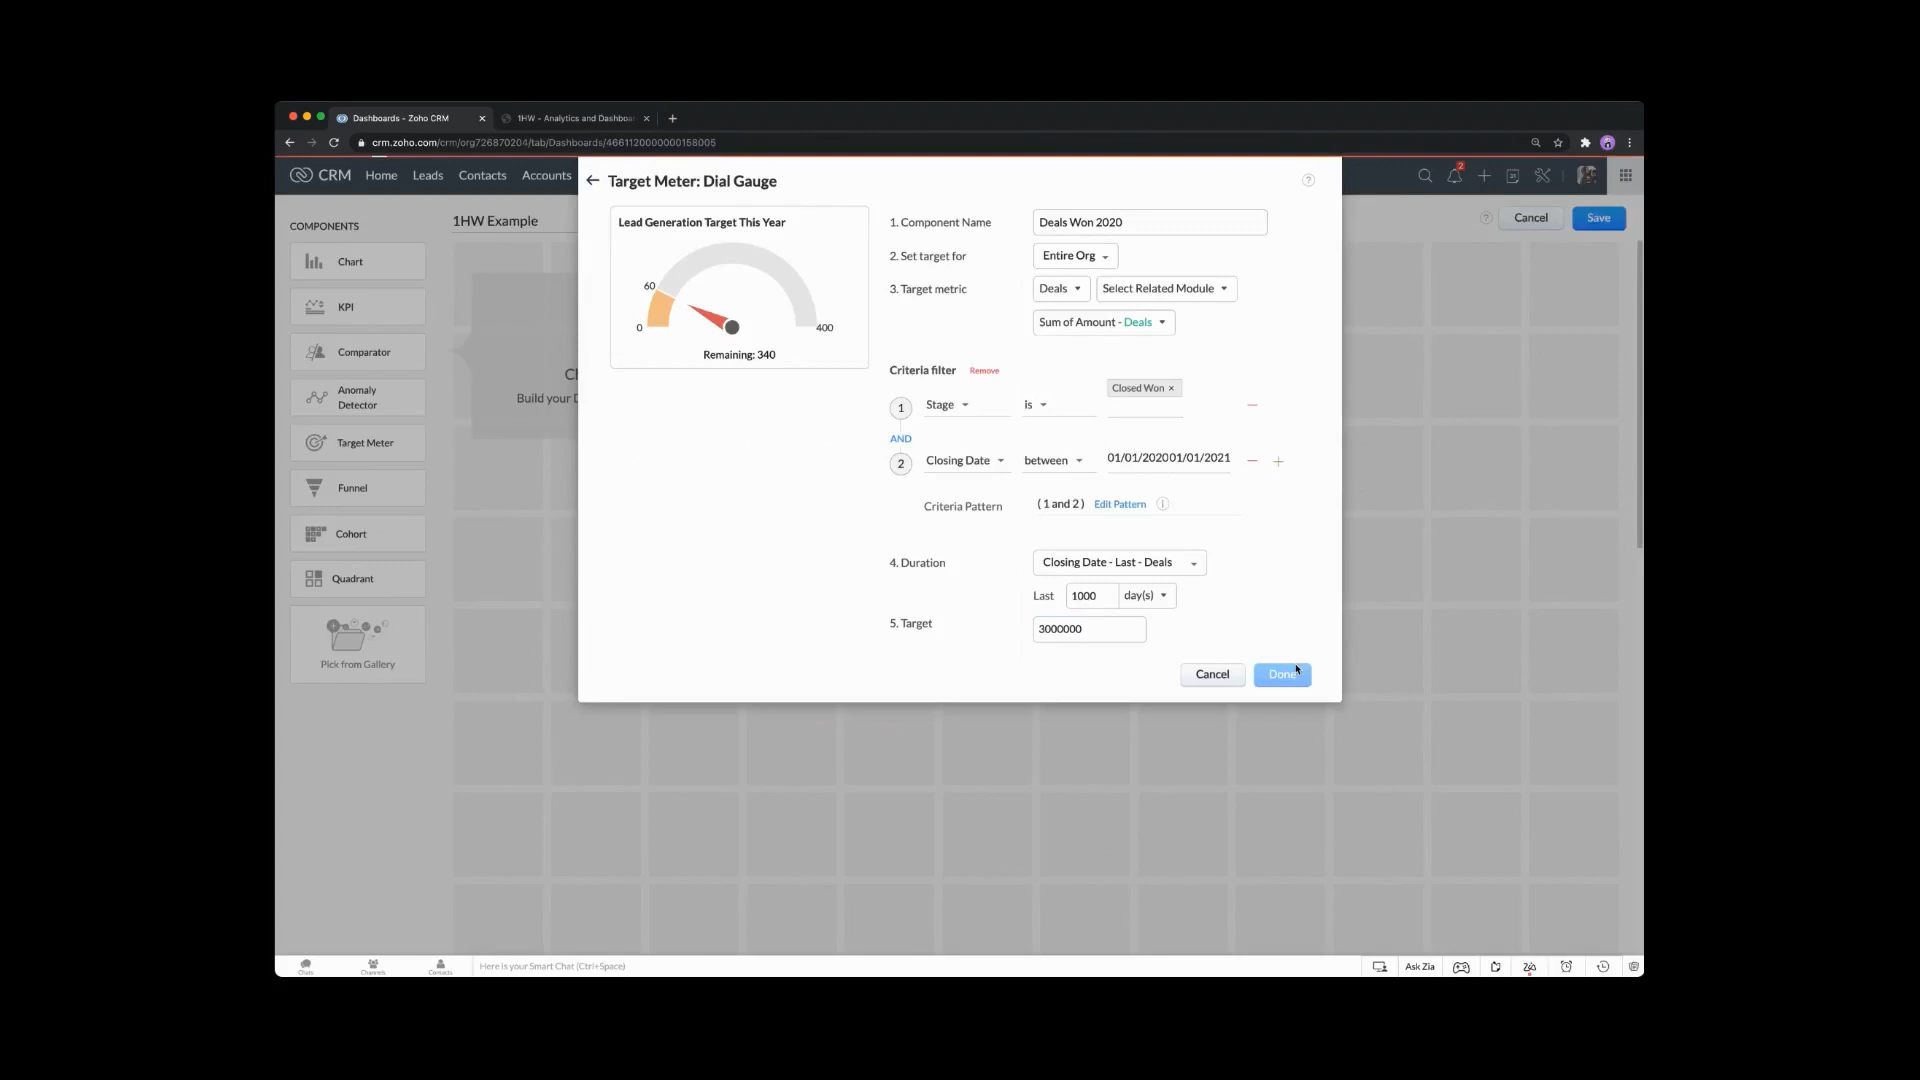 Dashboards - Zoho CRM
1HW - Analytics and Dashboa
crm.zoho.com/crm/org726870204/tab/Dashboards/4661120000000158005
CRM Home Leads Contacts Accounts
2
COMPONENTS
Chart
KPI
Comparator
Anomaly
Detector
Target Meter
Funnel
Cohort
Quadrant
Pick from Gallery
1HW Example
Cancel
Save
Build your D
Target Meter: Dial Gauge
Lead Generation Target This Year
60
0
400
Remaining: 340
1. Component Name Deals Won 2020
2. Set target for Entire Org
3. Target metric Deals Select Related Module
Sum of Amount - Deals
Criteria filter Remove
Closed Won ×
1 Stage is
AND
2 Closing Date between 01/01/202001/01/2021
Criteria Pattern ( 1 and 2 ) Edit Pattern
4. Duration Closing Date - Last - Deals
Last 1000 day(s)
5. Target 3000000
Cancel Done
Chats Channels Contacts Here is your Smart Chat (Ctrl+Space) Ask Zia